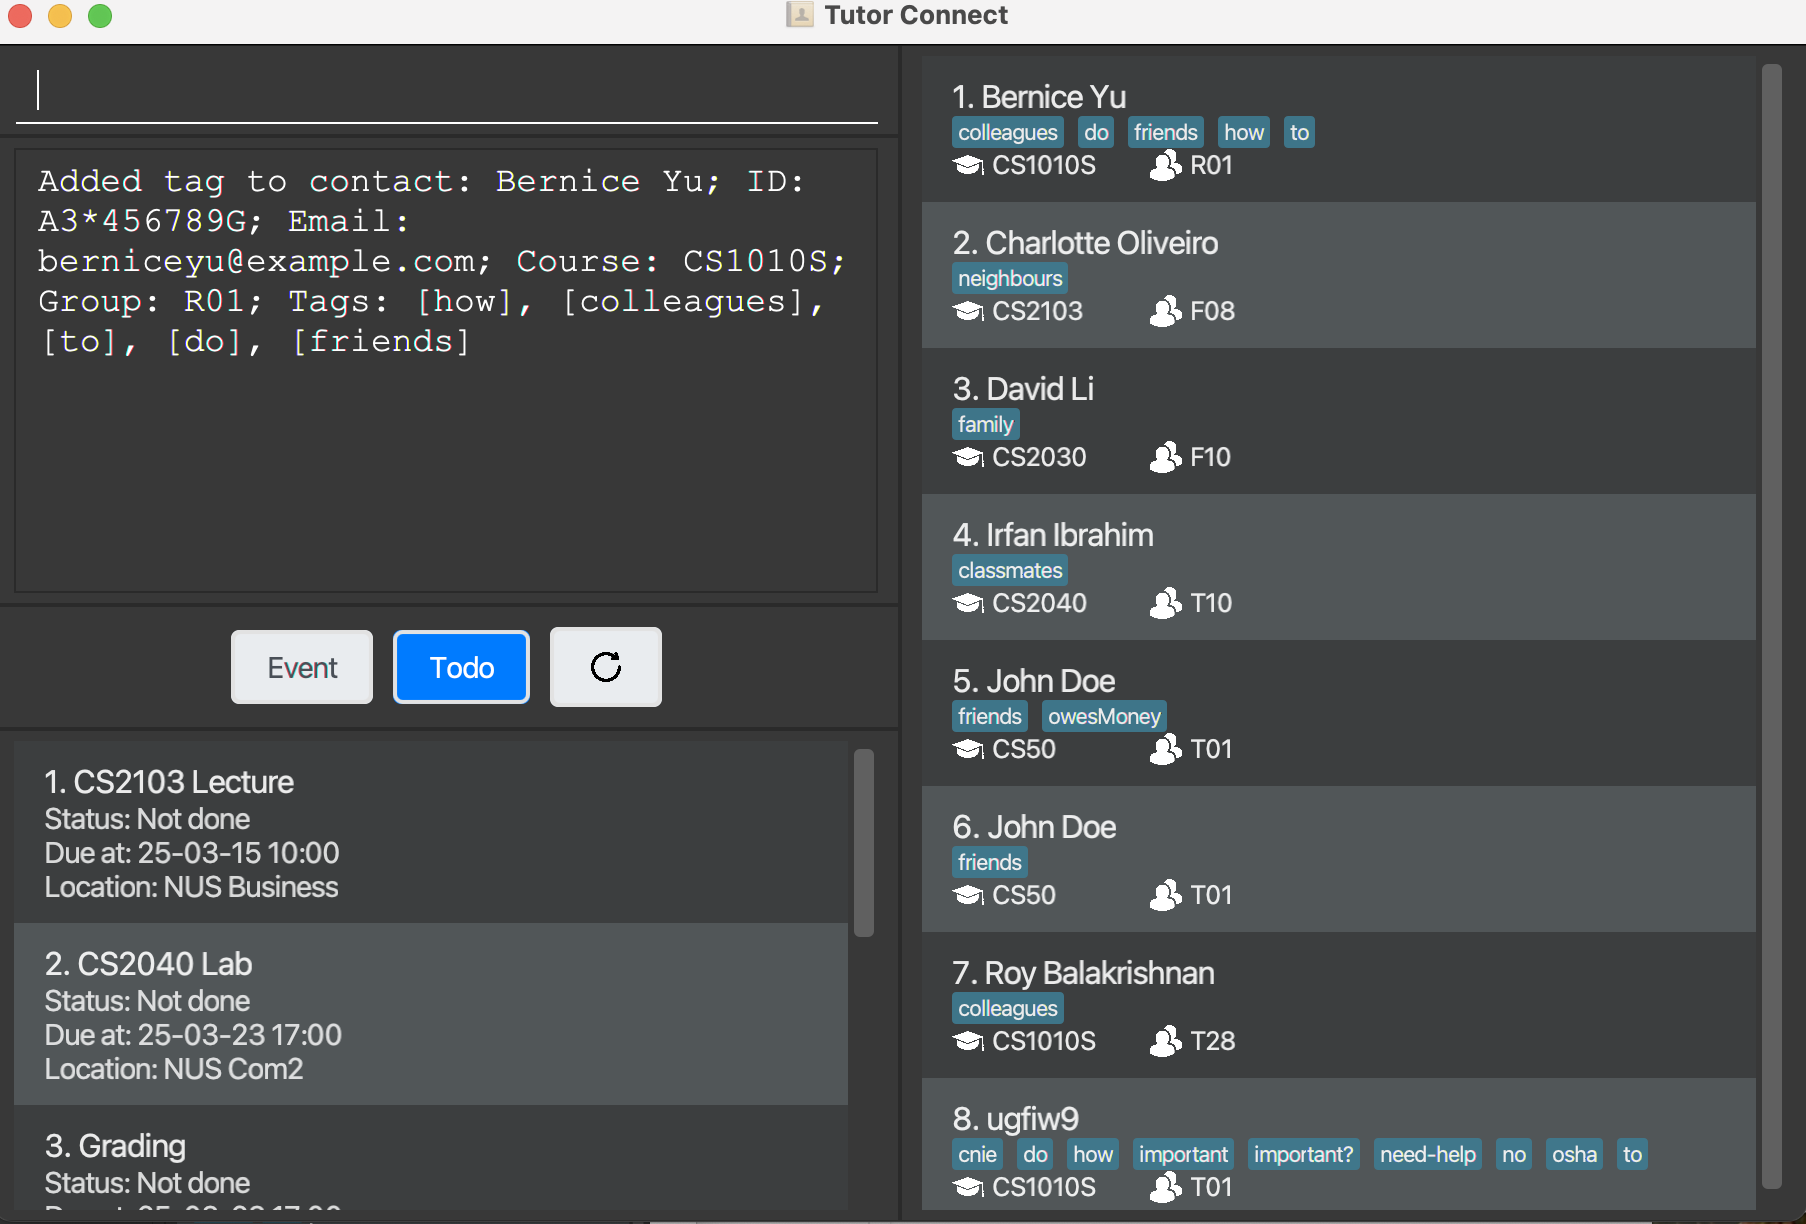 Tutor Connect
Added tag to contact: Bernice Yu; ID:
A3*456789G; Email:
berniceyu@example.com; Course: CS1010S;
Group: R01; Tags: [how], [colleagues],
[to], [do], [friends]
Event Todo
1. CS2103 Lecture
Status: Not done
Due at: 25-03-15 10:00
Location: NUS Business
2. CS2040 Lab
Status: Not done
Due at: 25-03-23 17:00
Location: NUS Com2
3. Grading
Status: Not done
1. Bernice Yu
colleagues do friends how to
CS1010S R01
2. Charlotte Oliveiro
neighbours
CS2103 F08
3. David Li
family
CS2030 F10
4. Irfan Ibrahim
classmates
CS2040 T10
5. John Doe
friends owesMoney
CS50 T01
6. John Doe
friends
CS50 T01
7. Roy Balakrishnan
colleagues
CS1010S T28
8. ugfiw9
cnie do how important important? need-help no osha to
CS1010S T01